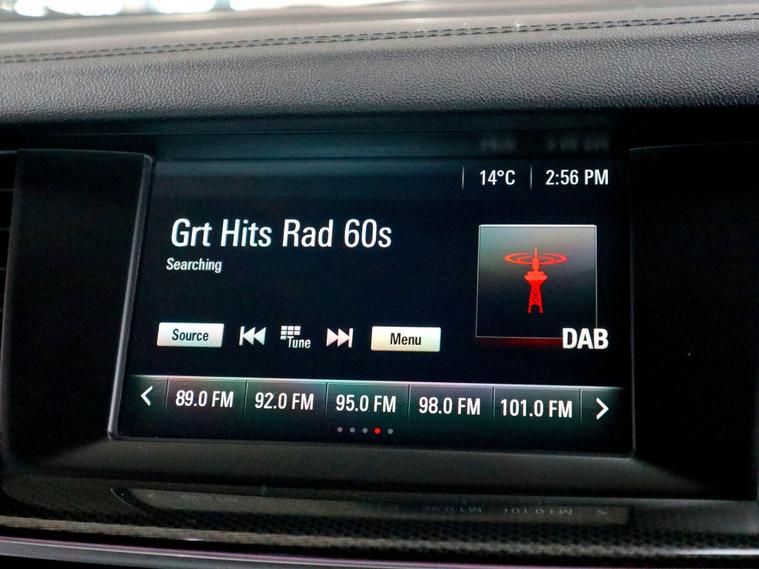 14°C 2:56 PM
Grt Hits Rad 60s
Searching
Source Tune Menu
DAB
89.0 FM 92.0 FM 95.0 FM 98.0 FM 101.0 FM